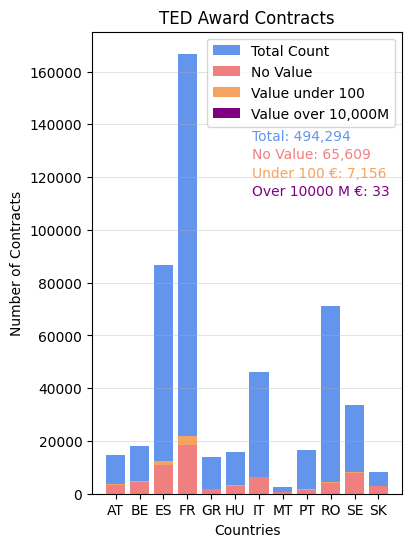 TED Award Contracts
Total Count
No Value
Value under 100
Value over 10,000M
Total: 494,294
No Value: 65,609
Under 100 €: 7,156
Over 10000 M €: 33
Number of Contracts
160000
140000
120000
100000
80000
60000
40000
20000
0
AT BE ES FR GR HU IT MT PT RO SE SK
Countries